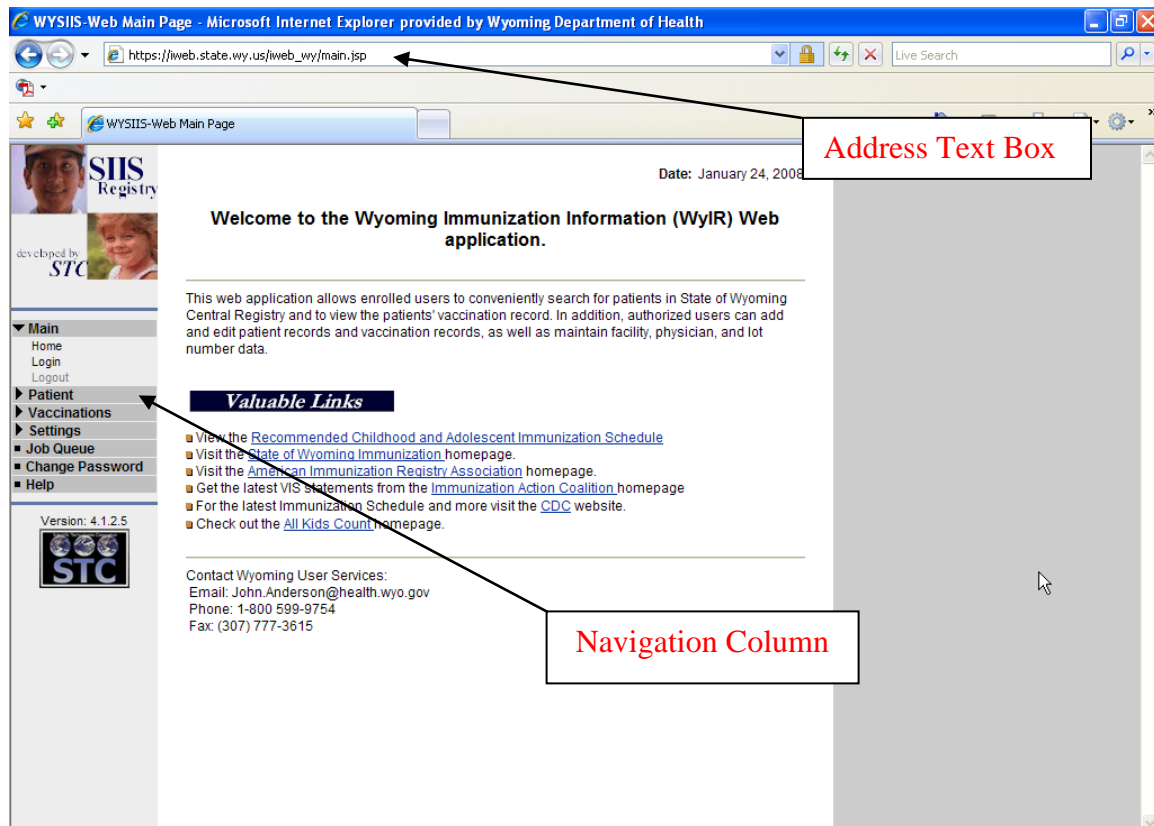 WYSIIS-Web Main Page - Microsoft Internet Explorer provided by Wyoming Department of Health
https://iweb.state.wy.us/iweb_wy/main.jsp
Live Search
WYSIIS-Web Main Page
Address Text Box
SIIS
Registry
developed by
STC
Date: January 24, 2008
Welcome to the Wyoming Immunization Information (WyIR) Web
application.
This web application allows enrolled users to conveniently search for patients in State of Wyoming
Central Registry and to view the patients' vaccination record. In addition, authorized users can add
and edit patient records and vaccination records, as well as maintain facility, physician, and lot
number data.
Main
Home
Login
Logout
Patient
Vaccinations
Settings
Job Queue
Change Password
Help
Version: 4.1.2.5
STC
Valuable Links
View the Recommended Childhood and Adolescent Immunization Schedule
Visit the State of Wyoming Immunization homepage.
Visit the American Immunization Registry Association homepage.
Get the latest VIS statements from the Immunization Action Coalition homepage
For the latest Immunization Schedule and more visit the CDC website.
Check out the All Kids Count homepage.
Contact Wyoming User Services:
Email: John.Anderson@health.wyo.gov
Phone: 1-800 599-9754
Fax: (307) 777-3615
Navigation Column